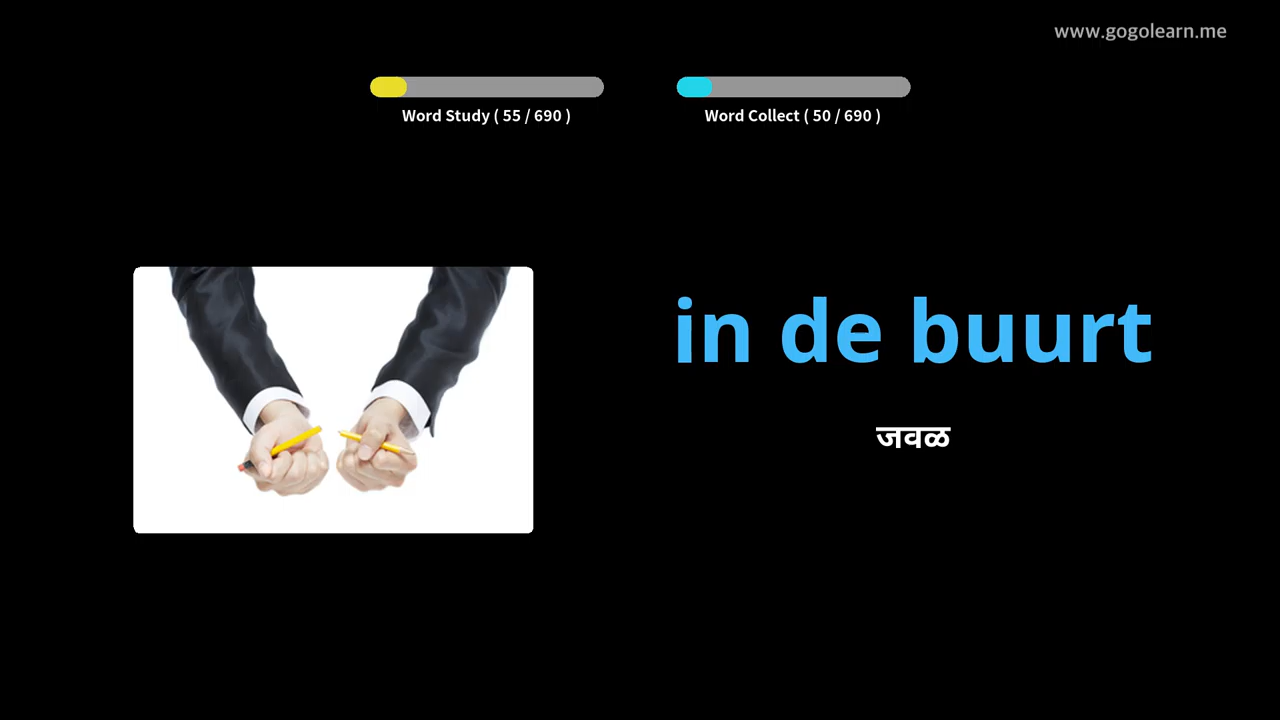 www.gogolearn.me
Word Study ( 55 / 690 )
Word Collect ( 50 / 690 )
in de buurt
जवळ